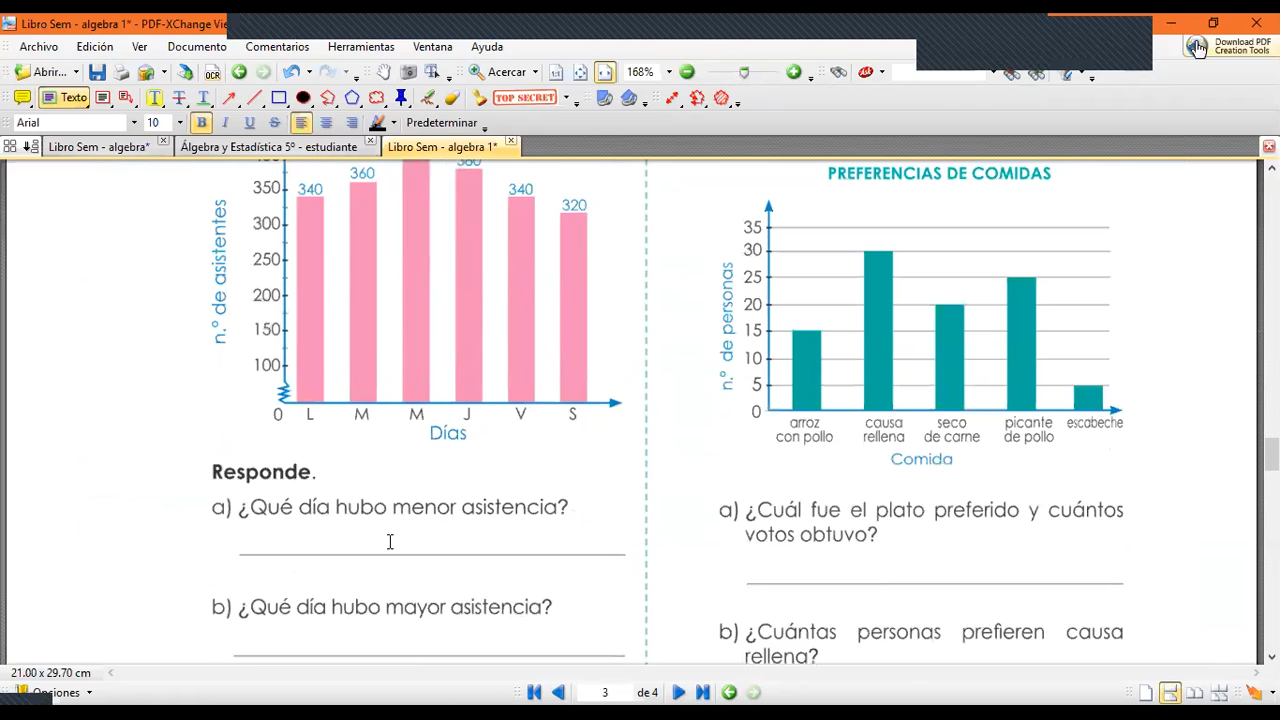 Libro Sem - algebra 1* - PDF-XChange Vie
Archivo Edición Ver Documento Comentarios Herramientas Ventana Ayuda
Download PDF
Creation Tools
Abrir... OCR Acercar 168%
Texto TOP SECRET
Arial 10 B I U Predeterminar
Libro Sem - algebra* Álgebra y Estadística 5º - estudiante Libro Sem - algebra 1*
n.º de asistentes
350
300
250
200
150
100
0
340 360 380 340 320
L M M J V S
Días
Responde.
a) ¿Qué día hubo menor asistencia?
b) ¿Qué día hubo mayor asistencia?
PREFERENCIAS DE COMIDAS
n.º de personas
35
30
25
20
15
10
5
0
arroz con pollo
causa rellena
seco de carne
picante de pollo
escabeche
Comida
a) ¿Cuál fue el plato preferido y cuántos
votos obtuvo?
b) ¿Cuántas personas prefieren causa
rellena?
21.00 x 29.70 cm
Opciones 3 de 4